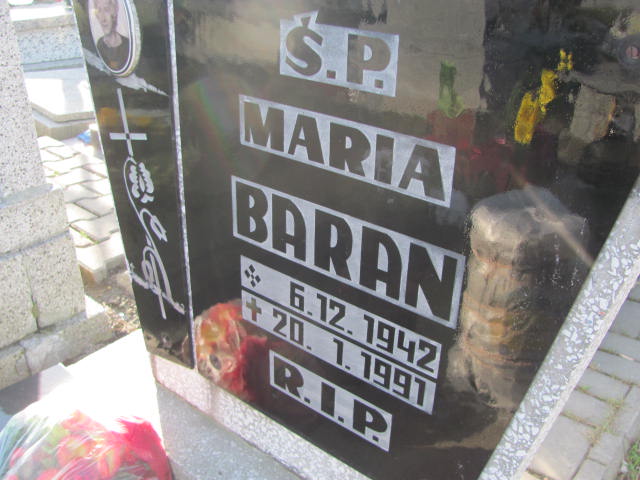 Ś.P.
MARIA
BARAN
6.12.1942
+ 20. 1.1991
R.I.P.